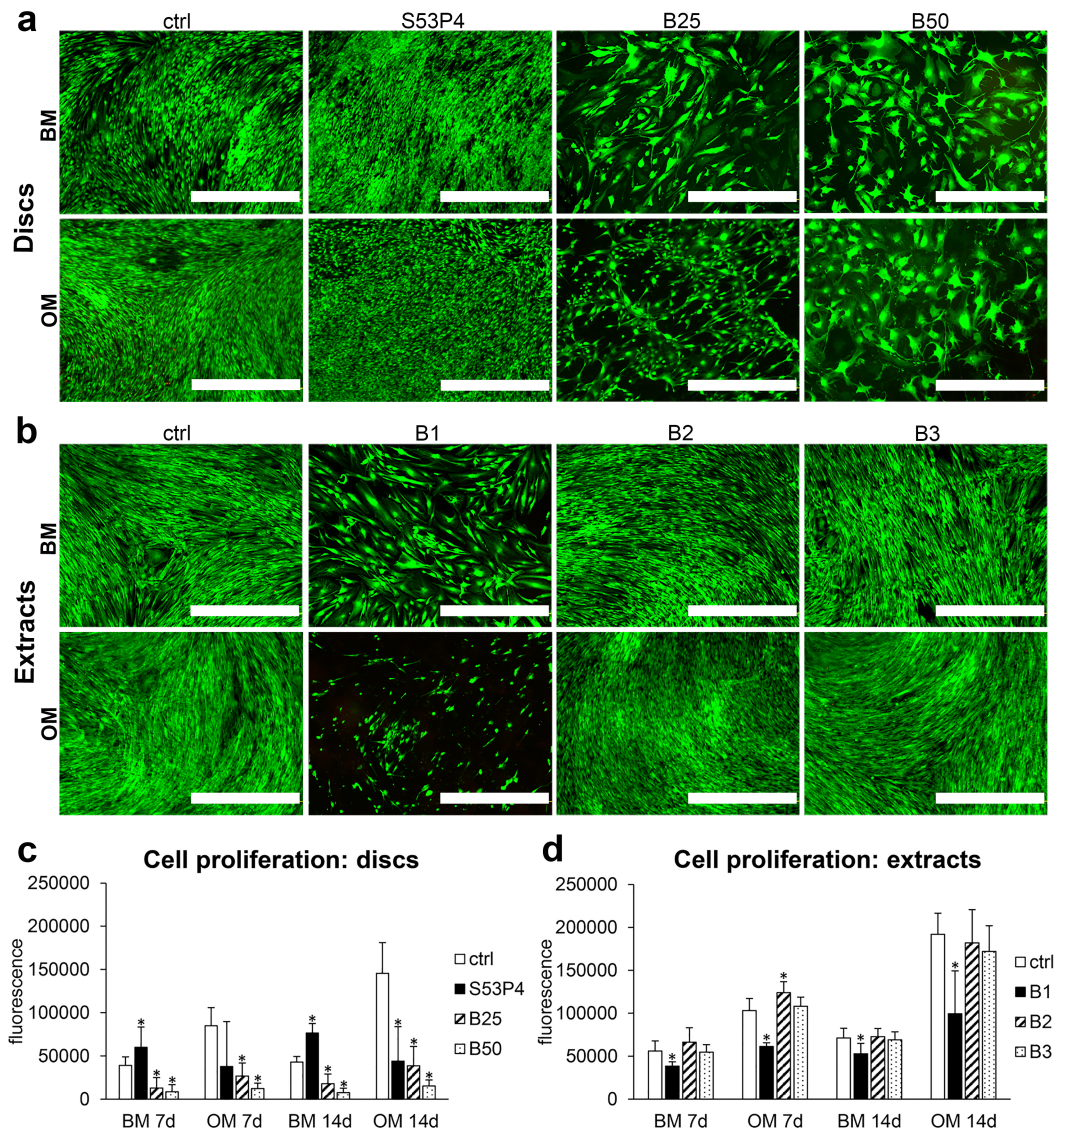 a
ctrl S53P4 B25 B50
Discs
BM
OM
b
ctrl B1 B2 B3
Extracts
BM
OM
c
Cell proliferation: discs
fluorescence
250000
200000
150000
100000
50000
0
* * * * * * * * * *
BM 7d OM 7d BM 14d OM 14d
ctrl
S53P4
B25
B50
d
Cell proliferation: extracts
fluorescence
250000
200000
150000
100000
50000
0
* * * * *
BM 7d OM 7d BM 14d OM 14d
ctrl
B1
B2
B3